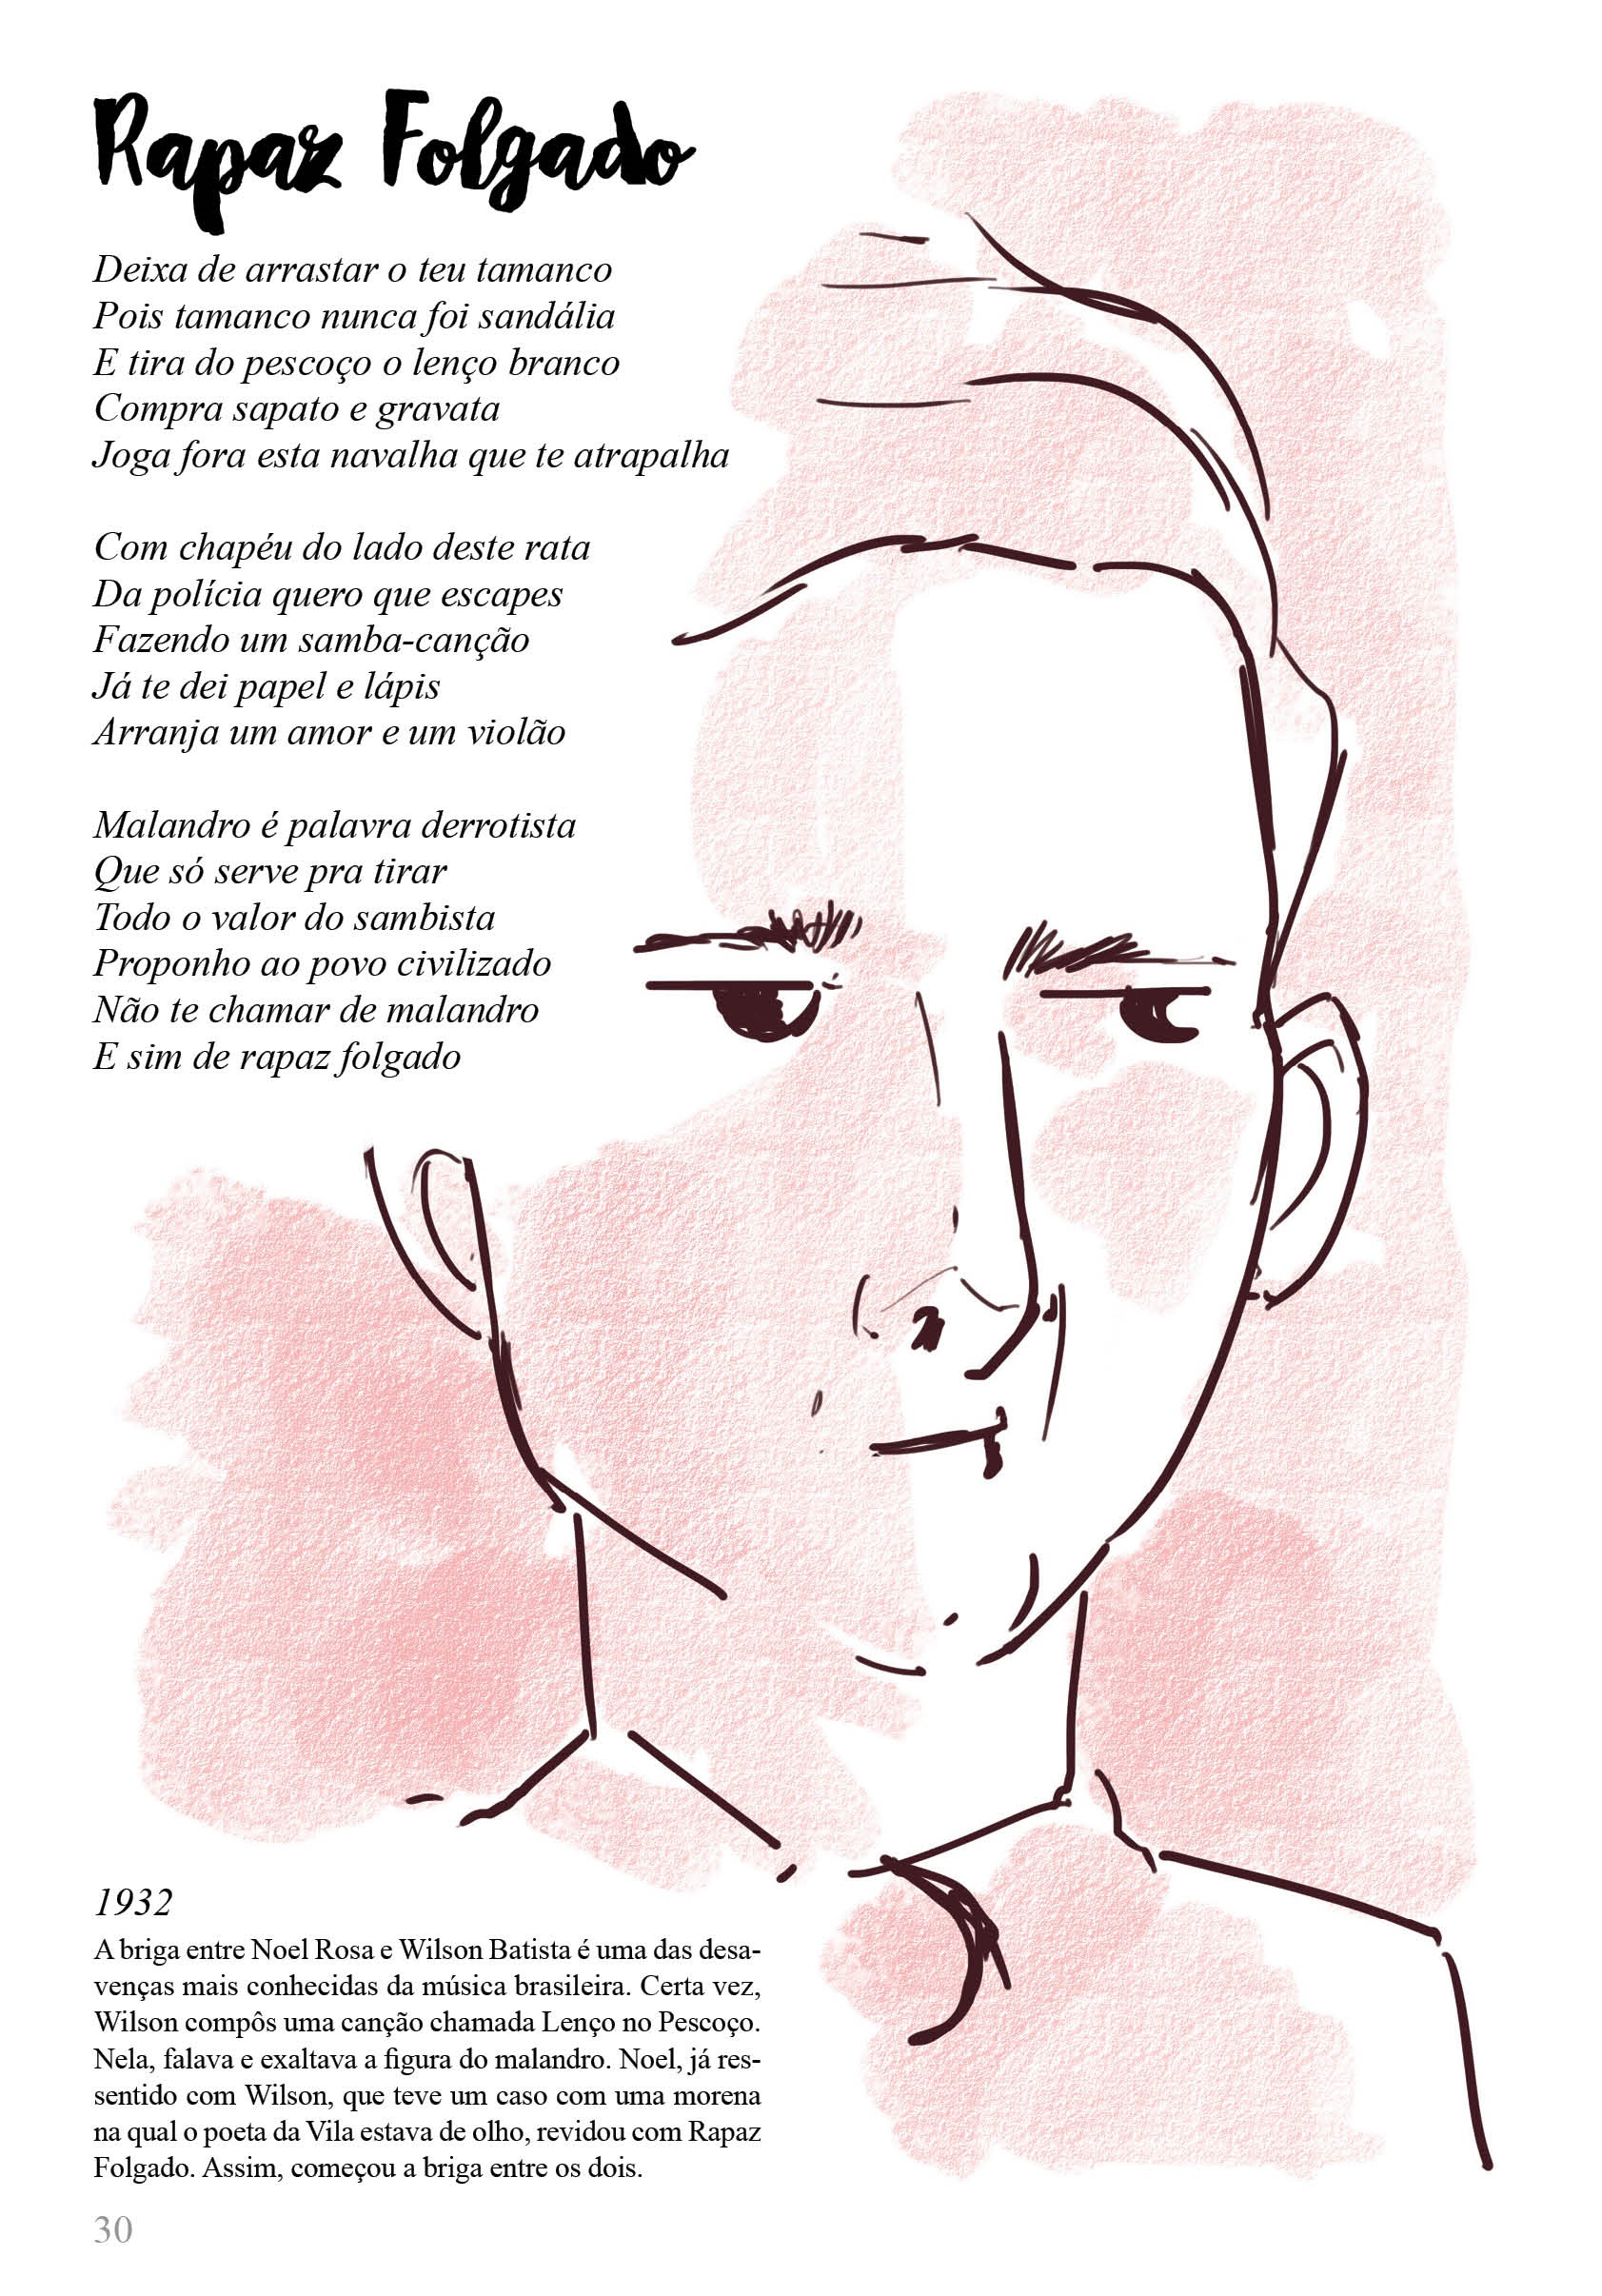 Rapaz Folgado
Deixa de arrastar o teu tamanco
Pois tamanco nunca foi sandália
E tira do pescoço o lenço branco
Compra sapato e gravata
Joga fora esta navalha que te atrapalha
Com chapéu do lado deste rata
Da polícia quero que escapes
Fazendo um samba-canção
Já te dei papel e lápis
Arranja um amor e um violão
Malandro é palavra derrotista
Que só serve pra tirar
Todo o valor do sambista
Proponho ao povo civilizado
Não te chamar de malandro
E sim de rapaz folgado
1932
A briga entre Noel Rosa e Wilson Batista é uma das desa-
venças mais conhecidas da música brasileira. Certa vez,
Wilson compôs uma canção chamada Lenço no Pescoço.
Nela, falava e exaltava a figura do malandro. Noel, já res-
sentido com Wilson, que teve um caso com uma morena
na qual o poeta da Vila estava de olho, revidou com Rapaz
Folgado. Assim, começou a briga entre os dois.
30